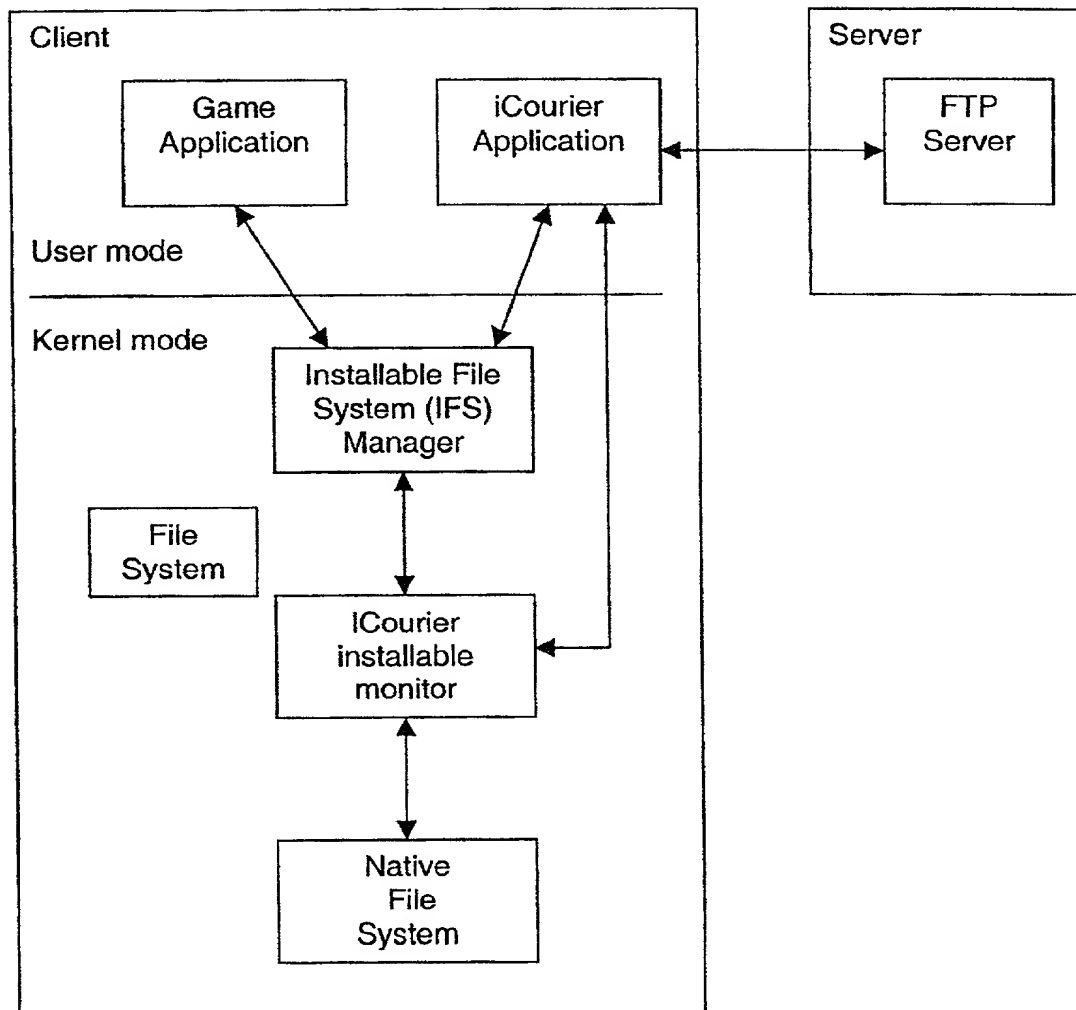 Client
Server
Game
Application
iCourier
Application
FTP
Server
User mode
Kernel mode
Installable File
System (IFS)
Manager
File
System
ICourier
installable
monitor
Native
File
System